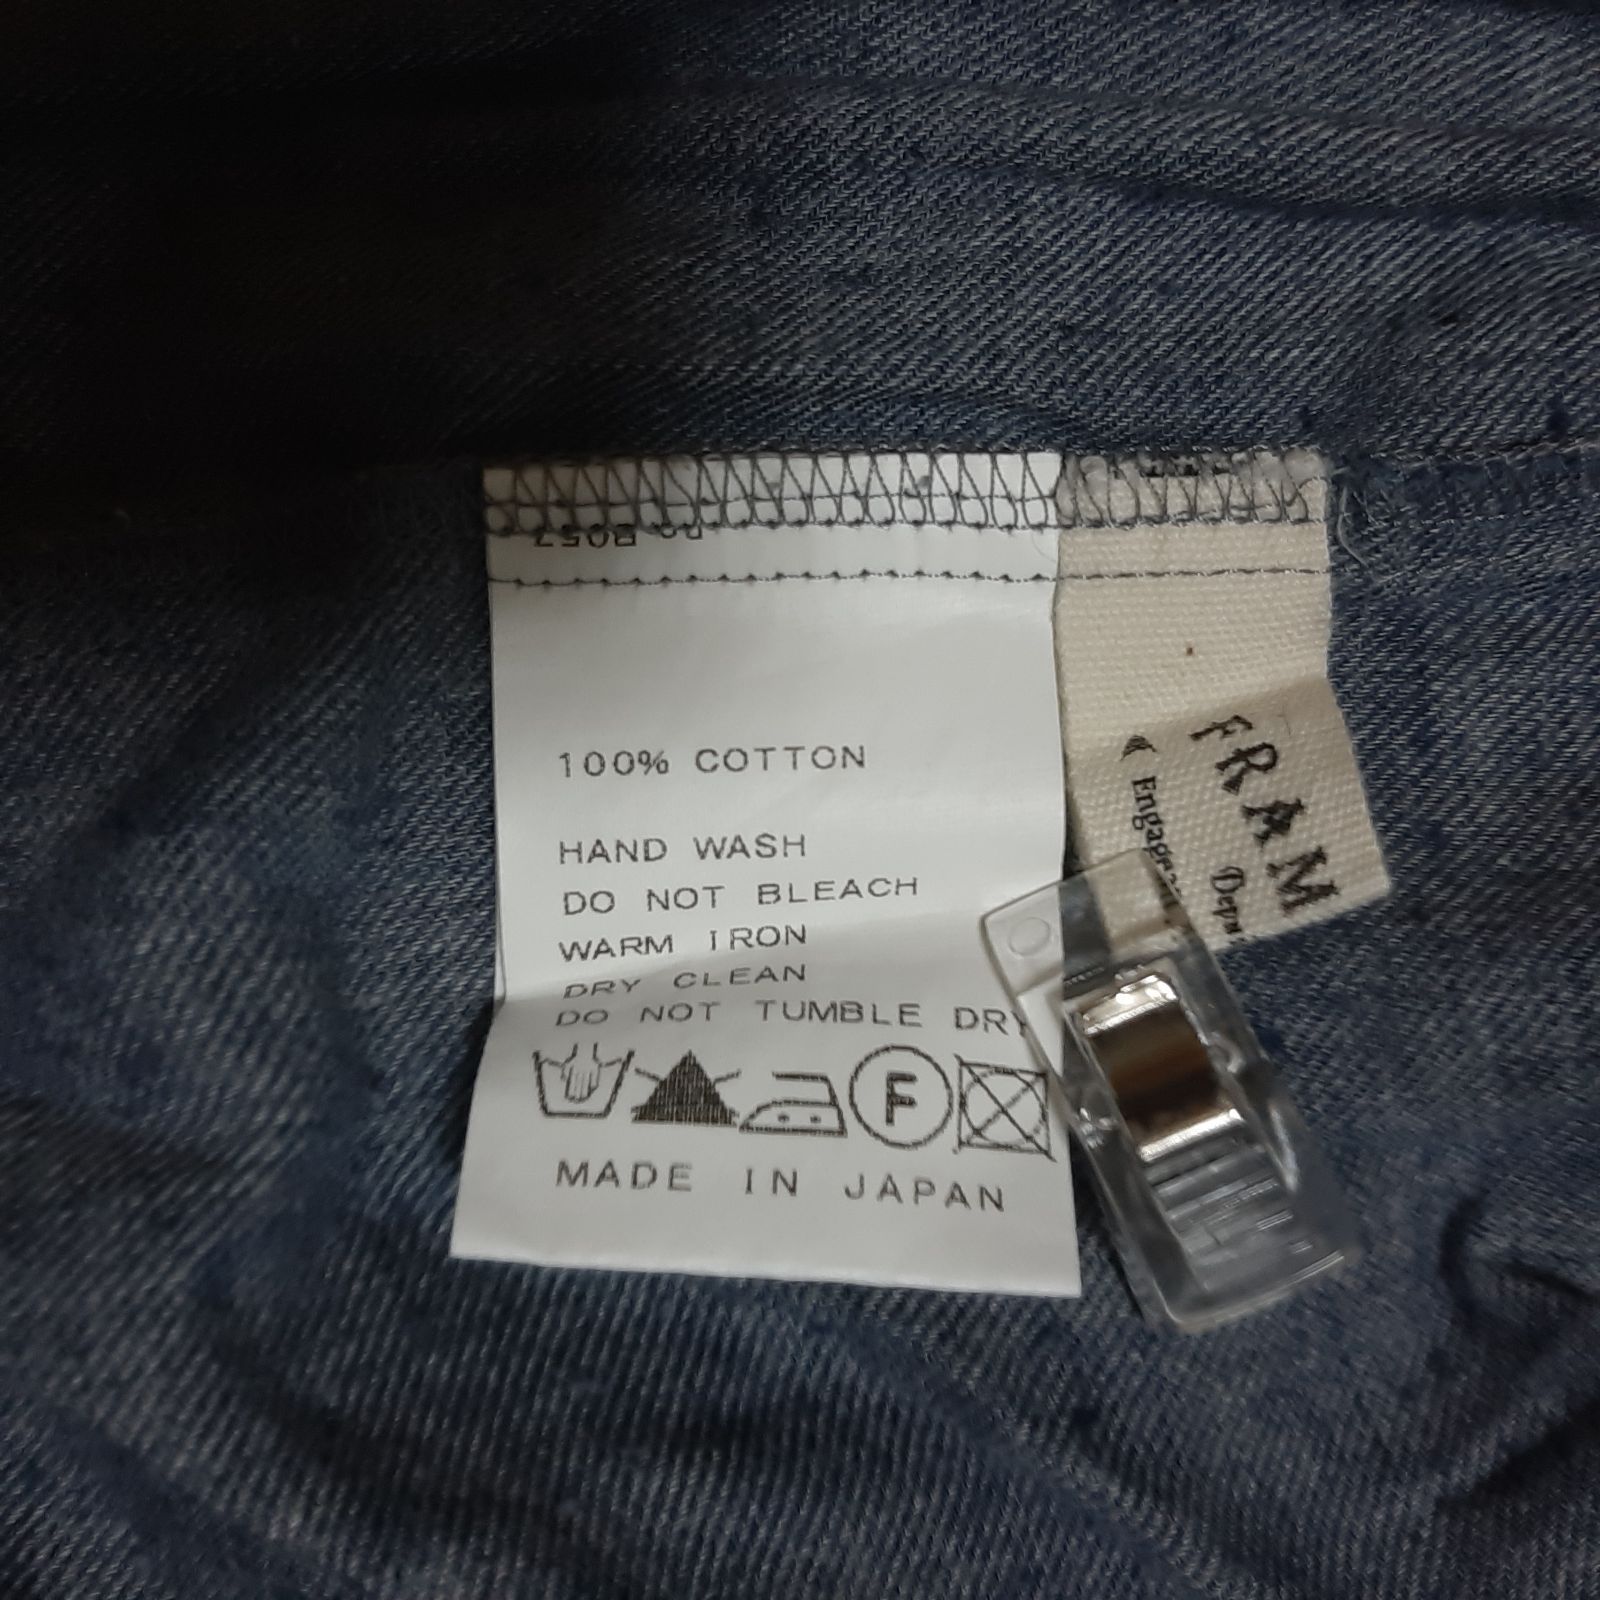 100% COTTON
HAND WASH
DO NOT BLEACH
WARM IRON
DRY CLEAN
DO NOT TUMBLE DRY
F
MADE IN JAPAN
FRAM